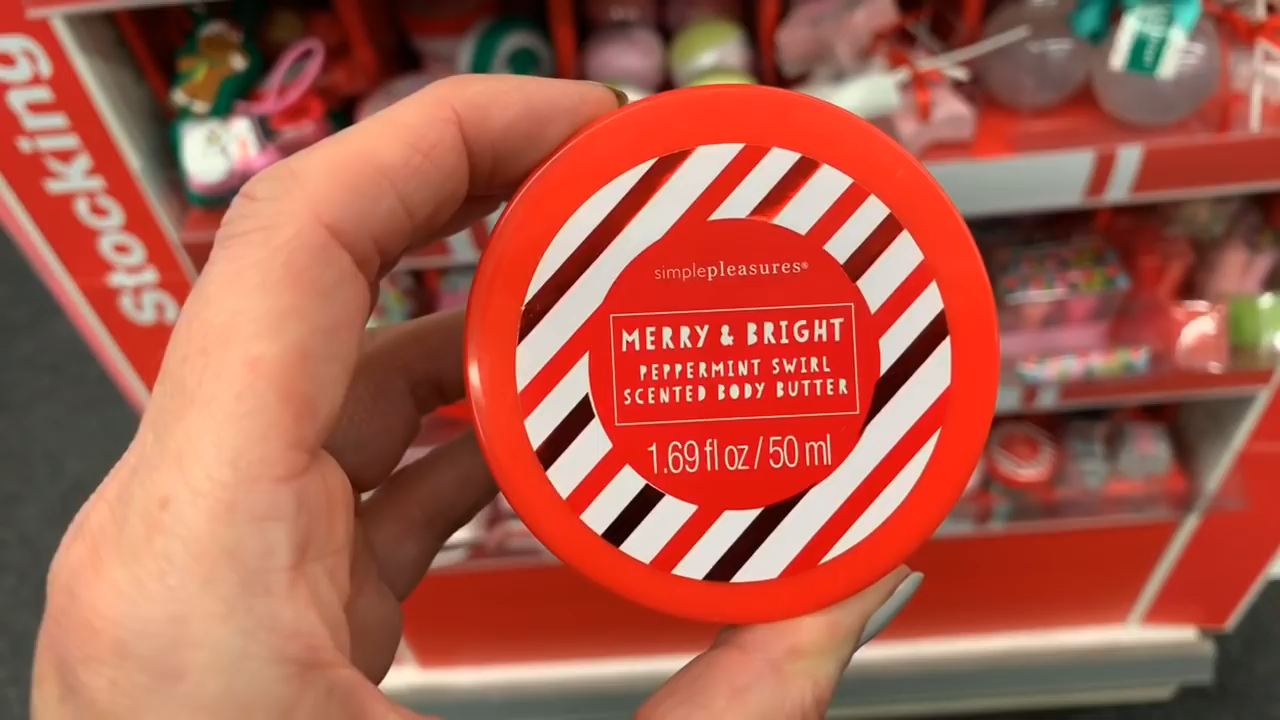 Stocking
simplepleasures®
MERRY & BRIGHT
PEPPERMINT SWIRL
SCENTED BODY BUTTER
1.69 fl oz / 50 ml